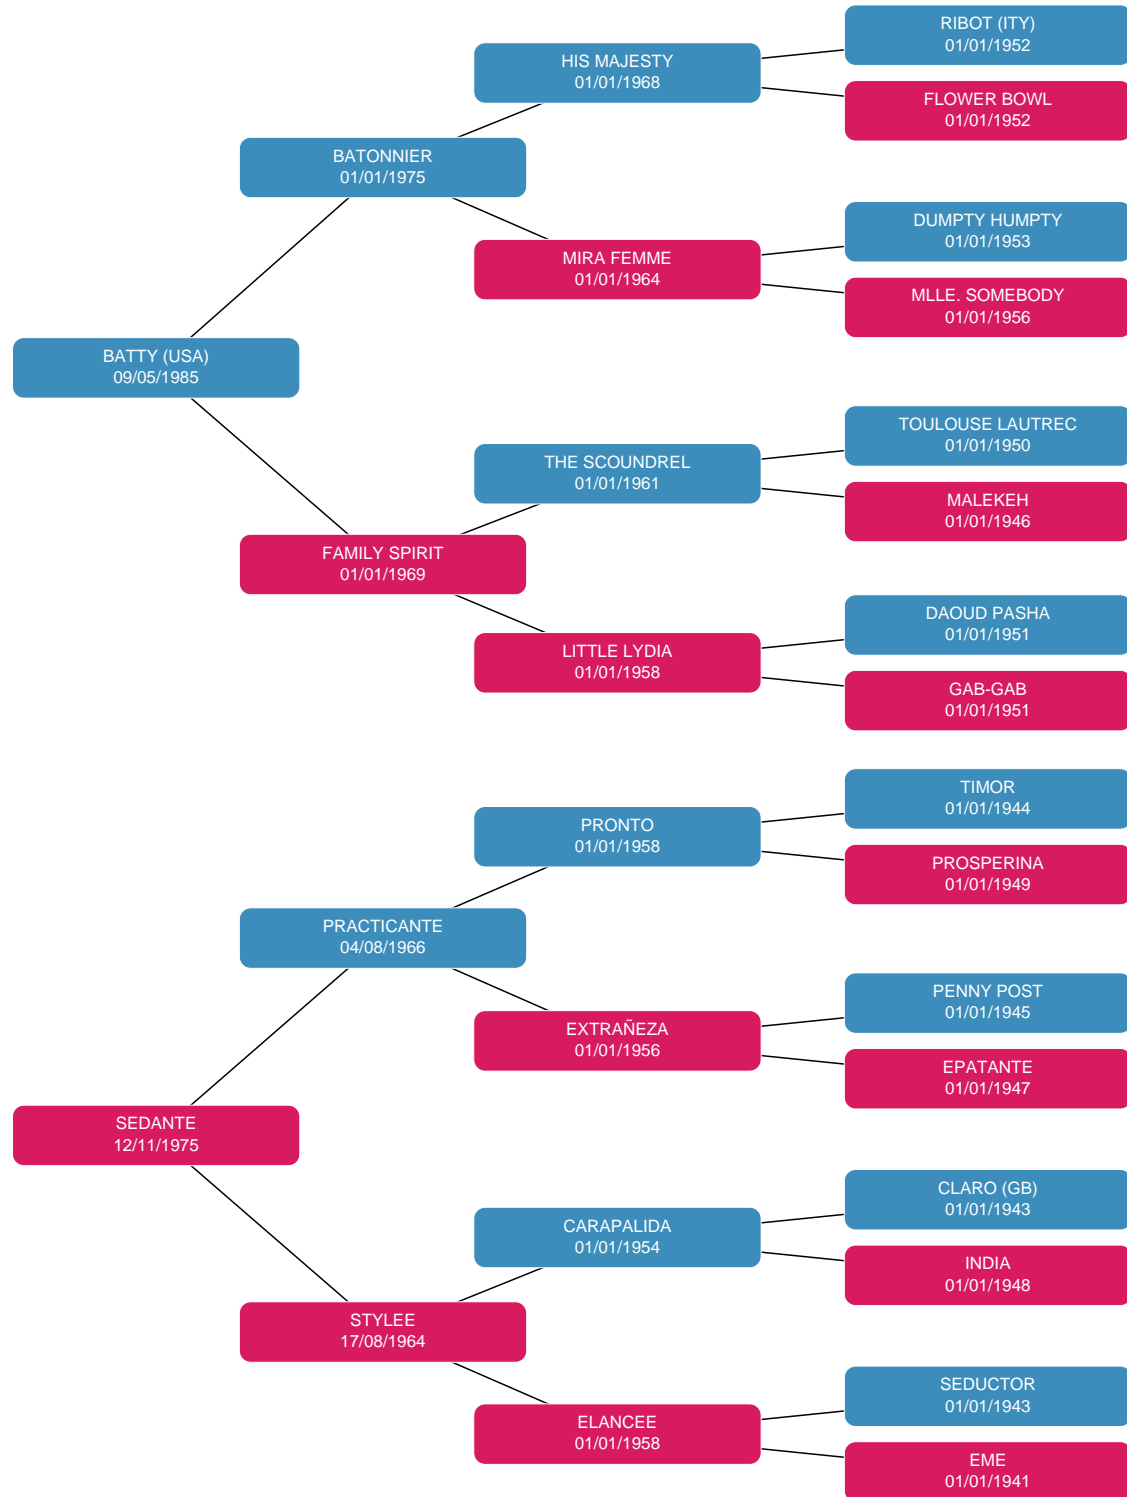 RIBOT (ITY)
01/01/1952
HIS MAJESTY
01/01/1968
FLOWER BOWL
01/01/1952
BATONNIER
01/01/1975
DUMPTY HUMPTY
01/01/1953
MIRA FEMME
01/01/1964
MLLE. SOMEBODY
01/01/1956
BATTY (USA)
09/05/1985
TOULOUSE LAUTREC
01/01/1950
THE SCOUNDREL
01/01/1961
MALEKEH
01/01/1946
FAMILY SPIRIT
01/01/1969
DAOUD PASHA
01/01/1951
LITTLE LYDIA
01/01/1958
GAB-GAB
01/01/1951
TIMOR
01/01/1944
PRONTO
01/01/1958
PROSPERINA
01/01/1949
PRACTICANTE
04/08/1966
PENNY POST
01/01/1945
EXTRAÑEZA
01/01/1956
EPATANTE
01/01/1947
SEDANTE
12/11/1975
CLARO (GB)
01/01/1943
CARAPALIDA
01/01/1954
INDIA
01/01/1948
STYLEE
17/08/1964
SEDUCTOR
01/01/1943
ELANCEE
01/01/1958
EME
01/01/1941